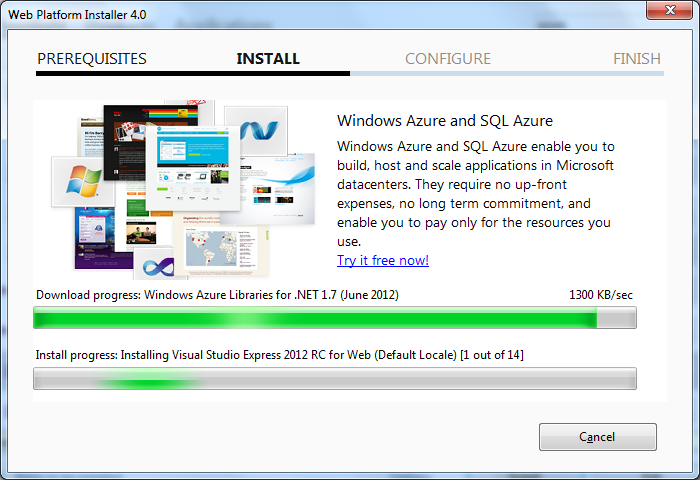 Web Platform Installer 4.0
PREREQUISITES INSTALL CONFIGURE FINISH
Windows Azure and SQL Azure
Windows Azure and SQL Azure enable you to
build, host and scale applications in Microsoft
datacenters. They require no up-front
expenses, no long term commitment, and
enable you to pay only for the resources you
use.
Try it free now!
Download progress: Windows Azure Libraries for .NET 1.7 (June 2012) 1300 KB/sec
Install progress: Installing Visual Studio Express 2012 RC for Web (Default Locale) [1 out of 14]
Cancel